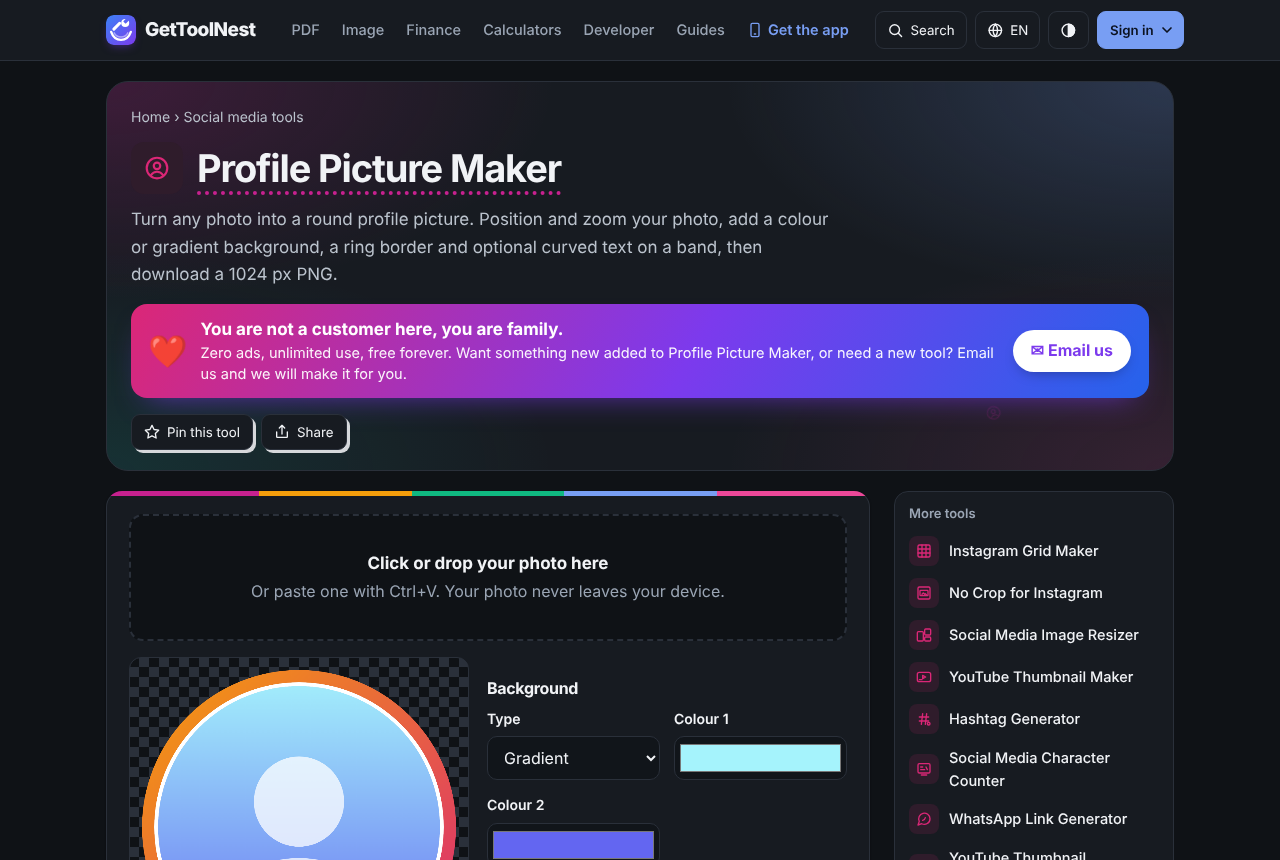 GetToolNest
PDF
Image
Finance
Calculators
Developer
Guides
Get the app
Search
EN
Sign in
Home › Social media tools
Profile Picture Maker
Turn any photo into a round profile picture. Position and zoom your photo, add a colour
or gradient background, a ring border and optional curved text on a band, then
download a 1024 px PNG.
You are not a customer here, you are family.
Zero ads, unlimited use, free forever. Want something new added to Profile Picture Maker, or need a new tool? Email
us and we will make it for you.
✉ Email us
Pin this tool
Share
Click or drop your photo here
Or paste one with Ctrl+V. Your photo never leaves your device.
Background
Type
Colour 1
Gradient
Colour 2
More tools
Instagram Grid Maker
No Crop for Instagram
Social Media Image Resizer
YouTube Thumbnail Maker
Hashtag Generator
Social Media Character
Counter
WhatsApp Link Generator
YouTube Thumbnail